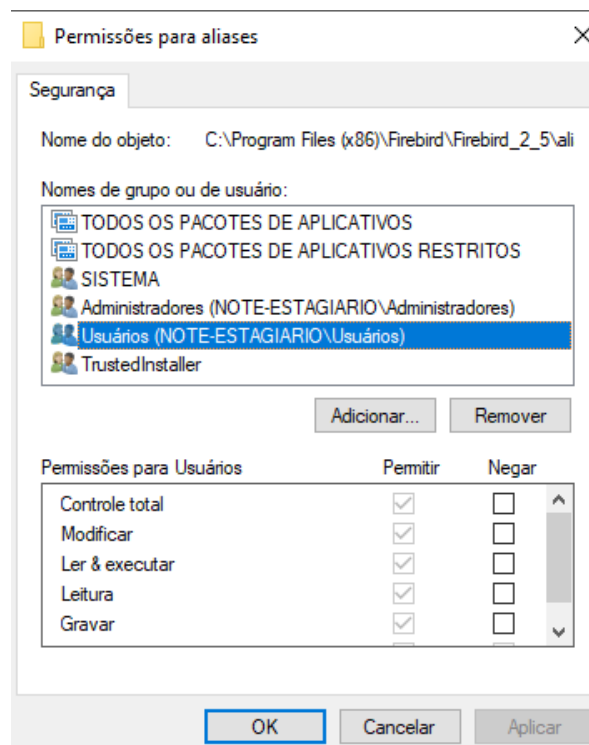 Permissões para aliases
Segurança
Nome do objeto: C:\Program Files (x86)\Firebird\Firebird_2_5\ali
Nomes de grupo ou de usuário:
TODOS OS PACOTES DE APLICATIVOS
TODOS OS PACOTES DE APLICATIVOS RESTRITOS
SISTEMA
Administradores (NOTE-ESTAGIARIO\Administradores)
Usuários (NOTE-ESTAGIARIO\Usuários)
TrustedInstaller
Adicionar... Remover
Permissões para Usuários Permitir Negar
Controle total
Modificar
Ler & executar
Leitura
Gravar
OK Cancelar Aplicar